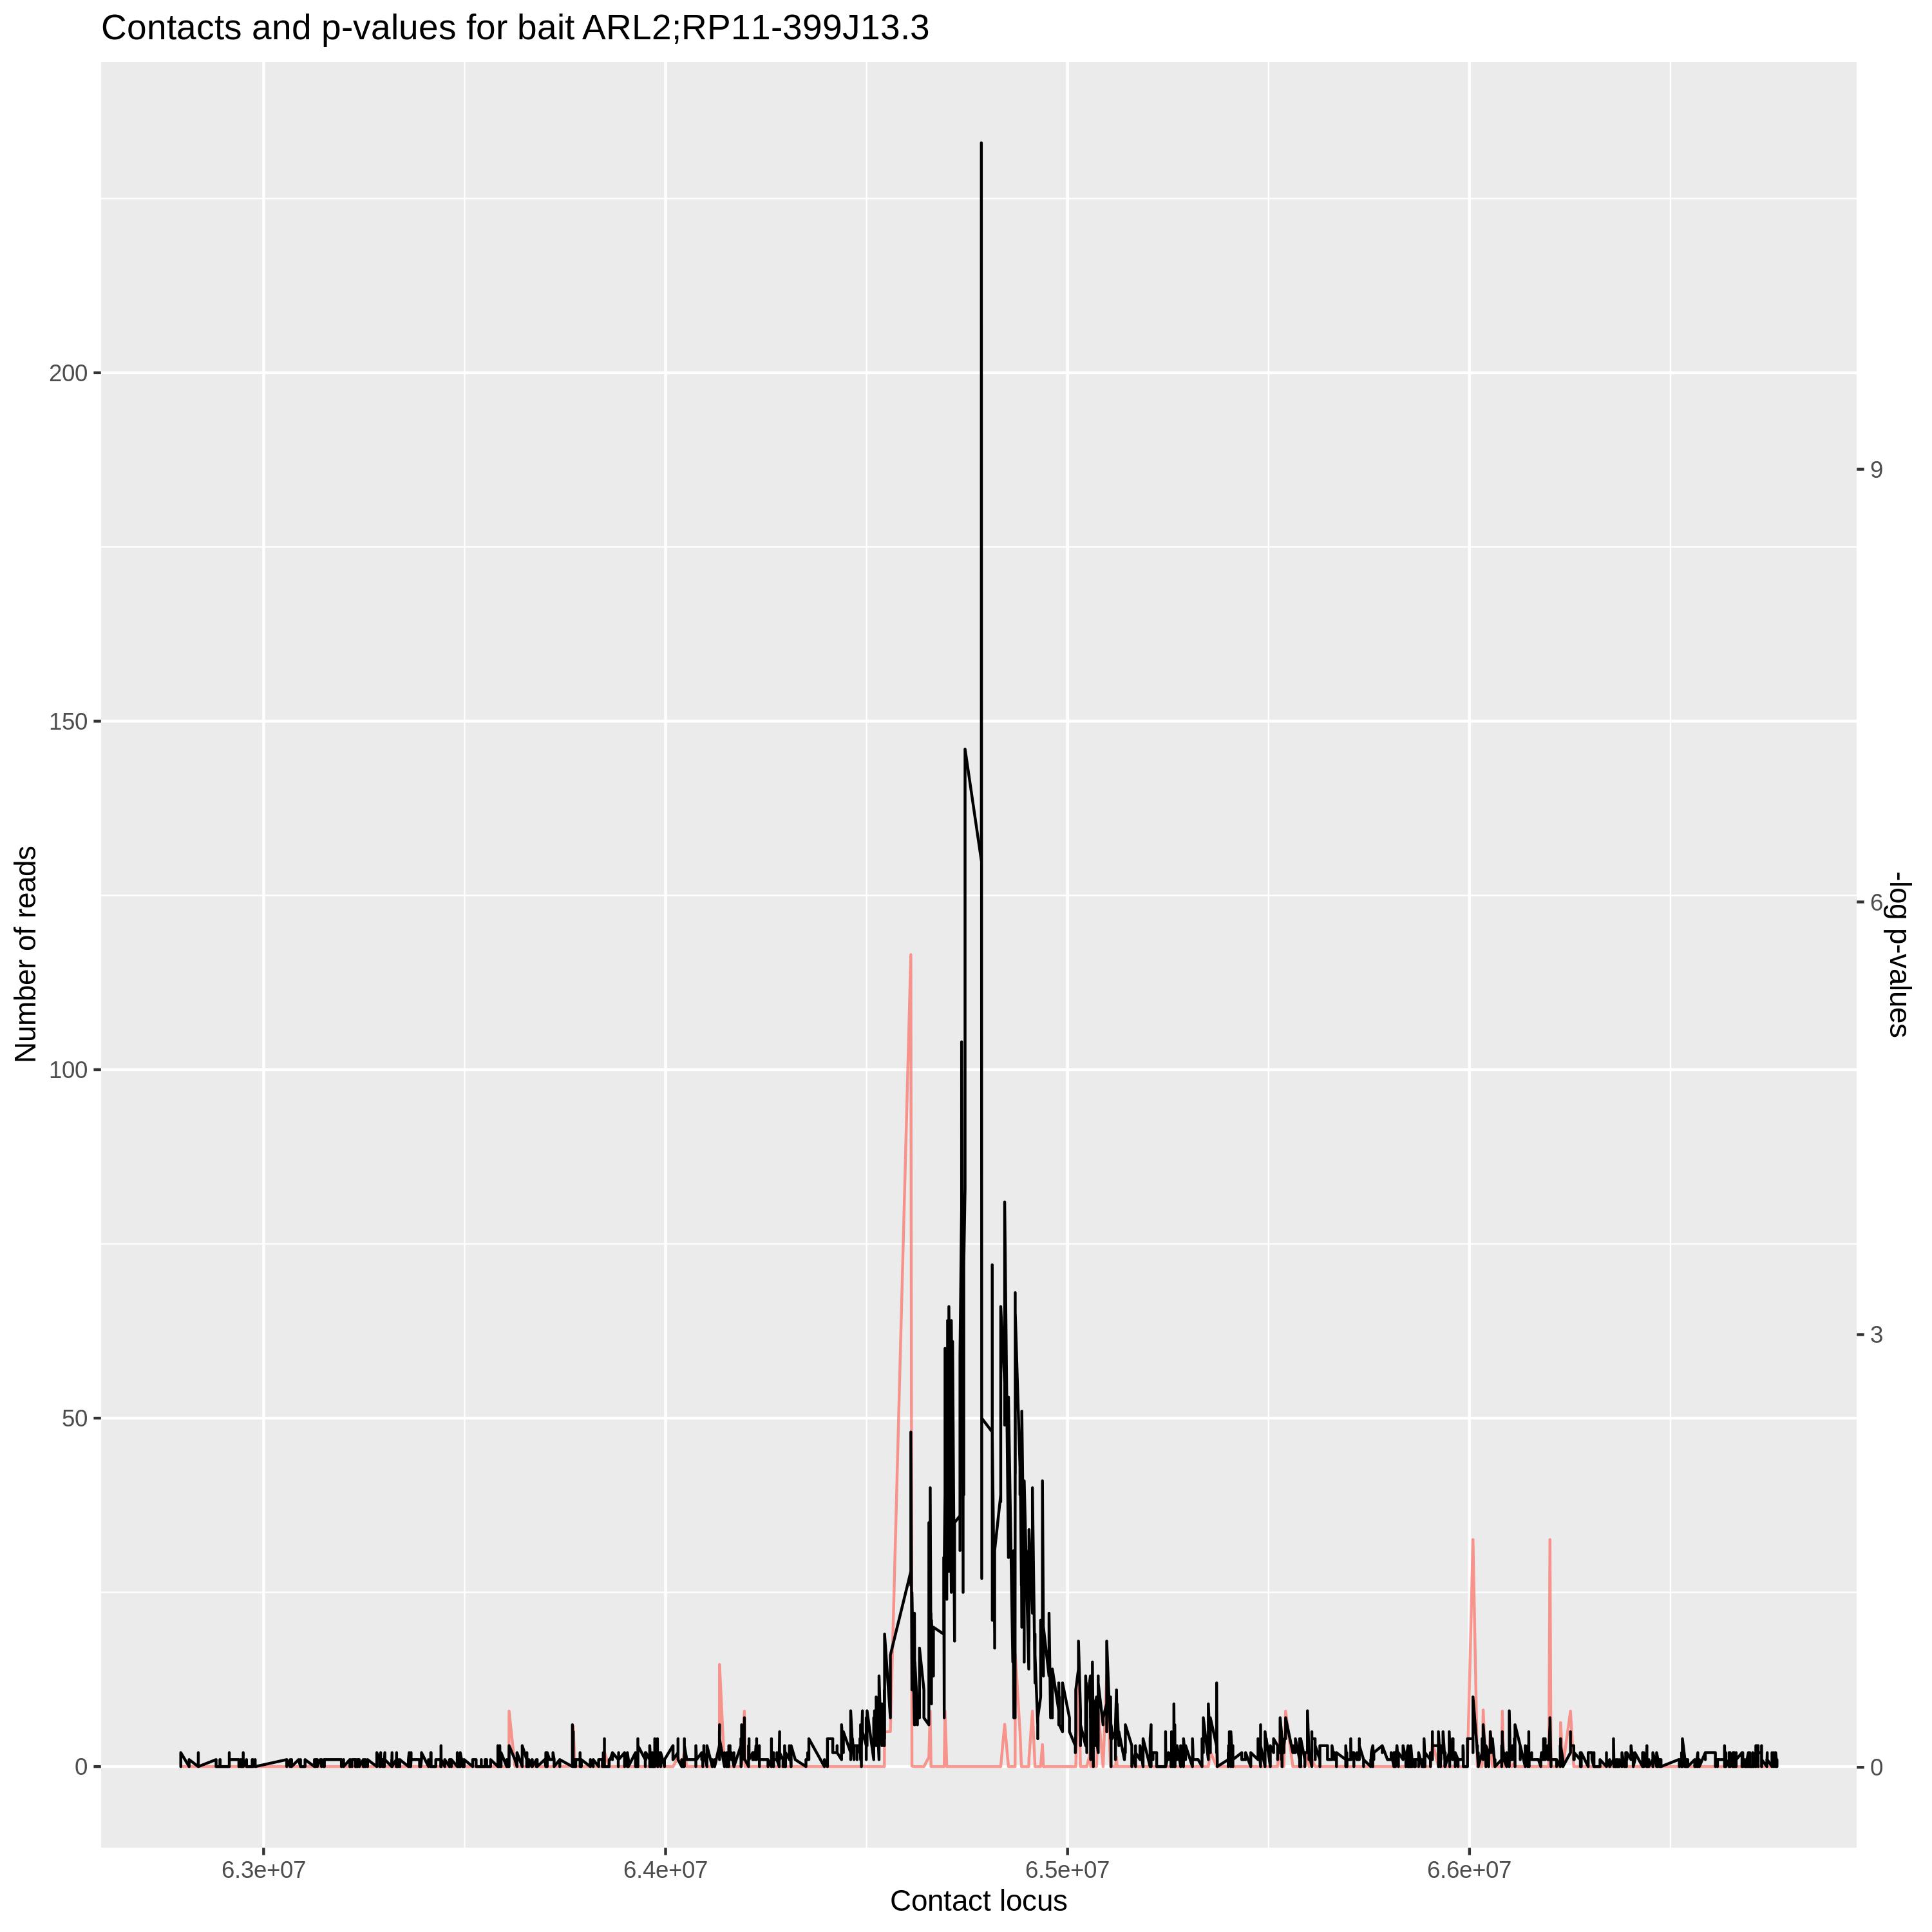 Contacts and p-values for bait ARL2;RP11-399J13.3
Number of reads
200
150
100
50
0
9
6
3
0
-log p-values
6.3e+07
6.4e+07
6.5e+07
6.6e+07
Contact locus